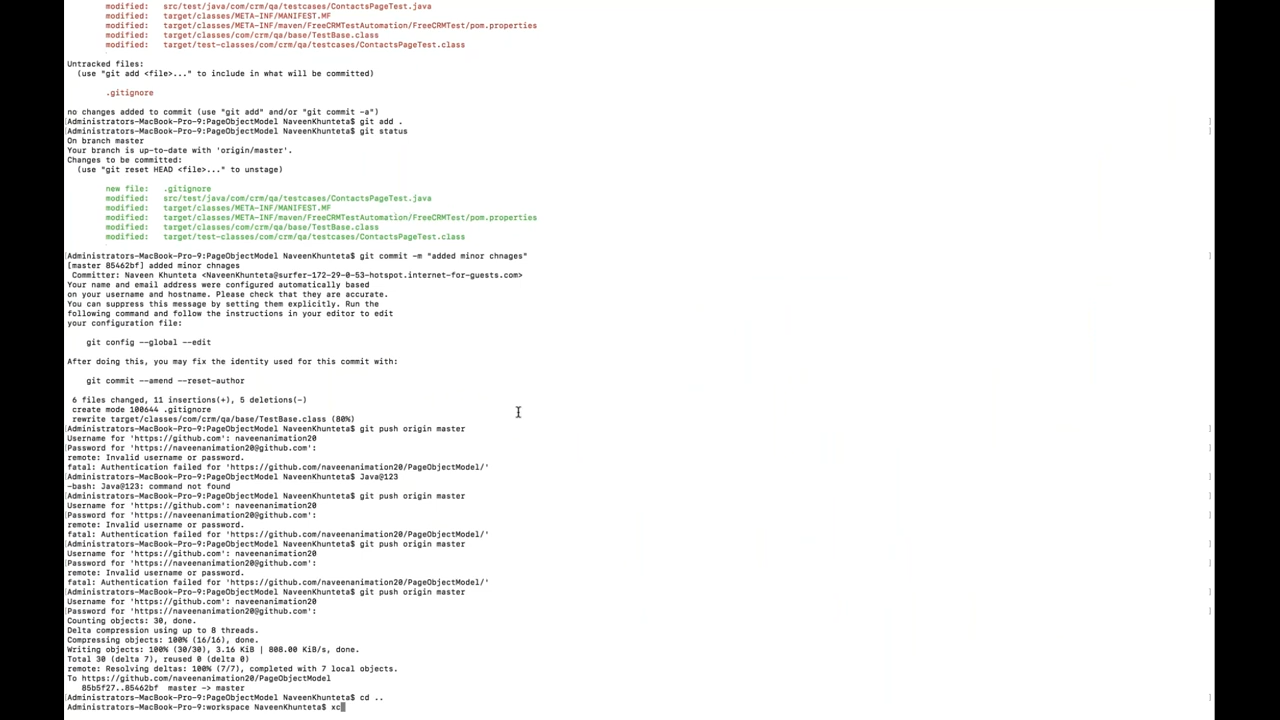 modified:   src/test/java/com/crm/qa/testcases/ContactsPageTest.java
modified:   target/classes/META-INF/MANIFEST.MF
modified:   target/classes/META-INF/maven/FreeCRMTestAutomation/FreeCRMTest/pom.properties
modified:   target/classes/com/crm/qa/base/TestBase.class
modified:   target/test-classes/com/crm/qa/testcases/ContactsPageTest.class
Untracked files:
(use "git add <file>..." to include in what will be committed)
.gitignore
no changes added to commit (use "git add" and/or "git commit -a")
[Administrators-MacBook-Pro-9:PageObjectModel NaveenKhunteta$ git add . ]
[Administrators-MacBook-Pro-9:PageObjectModel NaveenKhunteta$ git status ]
On branch master
Your branch is up-to-date with 'origin/master'.
Changes to be committed:
(use "git reset HEAD <file>..." to unstage)
new file:   .gitignore
modified:   src/test/java/com/crm/qa/testcases/ContactsPageTest.java
modified:   target/classes/META-INF/MANIFEST.MF
modified:   target/classes/META-INF/maven/FreeCRMTestAutomation/FreeCRMTest/pom.properties
modified:   target/classes/com/crm/qa/base/TestBase.class
modified:   target/test-classes/com/crm/qa/testcases/ContactsPageTest.class
[Administrators-MacBook-Pro-9:PageObjectModel NaveenKhunteta$ git commit -m "added minor chnages" ]
[master 85462bf] added minor chnages
Committer: Naveen Khunteta <NaveenKhunteta@surfer-172-29-0-53-hotspot.internet-for-guests.com>
Your name and email address were configured automatically based
on your username and hostname. Please check that they are accurate.
You can suppress this message by setting them explicitly. Run the
following command and follow the instructions in your editor to edit
your configuration file:
git config --global --edit
After doing this, you may fix the identity used for this commit with:
git commit --amend --reset-author
6 files changed, 11 insertions(+), 5 deletions(-)
create mode 100644 .gitignore
rewrite target/classes/com/crm/qa/base/TestBase.class (80%)
[Administrators-MacBook-Pro-9:PageObjectModel NaveenKhunteta$ git push origin master ]
Username for 'https://github.com': naveenanimation20
[Password for 'https://naveenanimation20@github.com': ]
remote: Invalid username or password.
fatal: Authentication failed for 'https://github.com/naveenanimation20/PageObjectModel/'
[Administrators-MacBook-Pro-9:PageObjectModel NaveenKhunteta$ Java@123 ]
-bash: Java@123: command not found
[Administrators-MacBook-Pro-9:PageObjectModel NaveenKhunteta$ git push origin master ]
Username for 'https://github.com': naveenanimation20
[Password for 'https://naveenanimation20@github.com': ]
remote: Invalid username or password.
fatal: Authentication failed for 'https://github.com/naveenanimation20/PageObjectModel/'
[Administrators-MacBook-Pro-9:PageObjectModel NaveenKhunteta$ git push origin master ]
Username for 'https://github.com': naveenanimation20
[Password for 'https://naveenanimation20@github.com': ]
remote: Invalid username or password.
fatal: Authentication failed for 'https://github.com/naveenanimation20/PageObjectModel/'
[Administrators-MacBook-Pro-9:PageObjectModel NaveenKhunteta$ git push origin master ]
Username for 'https://github.com': naveenanimation20
[Password for 'https://naveenanimation20@github.com': ]
Counting objects: 30, done.
Delta compression using up to 8 threads.
Compressing objects: 100% (16/16), done.
Writing objects: 100% (30/30), 3.16 KiB | 808.00 KiB/s, done.
Total 30 (delta 7), reused 0 (delta 0)
remote: Resolving deltas: 100% (7/7), completed with 7 local objects.
To https://github.com/naveenanimation20/PageObjectModel
85b5f27..85462bf  master -> master
[Administrators-MacBook-Pro-9:PageObjectModel NaveenKhunteta$ cd .. ]
Administrators-MacBook-Pro-9:workspace NaveenKhunteta$ xc